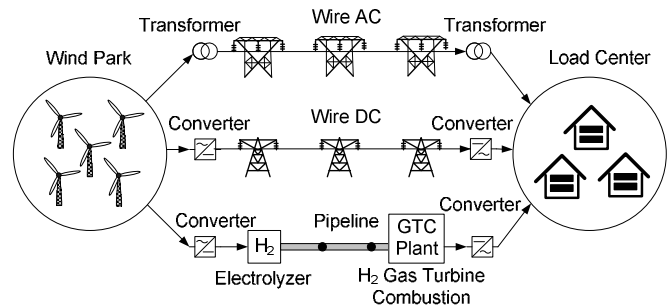 Transformer
Wire AC
Transformer
Wind Park
Load Center
Converter
Wire DC
Converter
Converter
Pipeline
Converter
H2
GTC
Plant
Electrolyzer
H2 Gas Turbine
Combustion